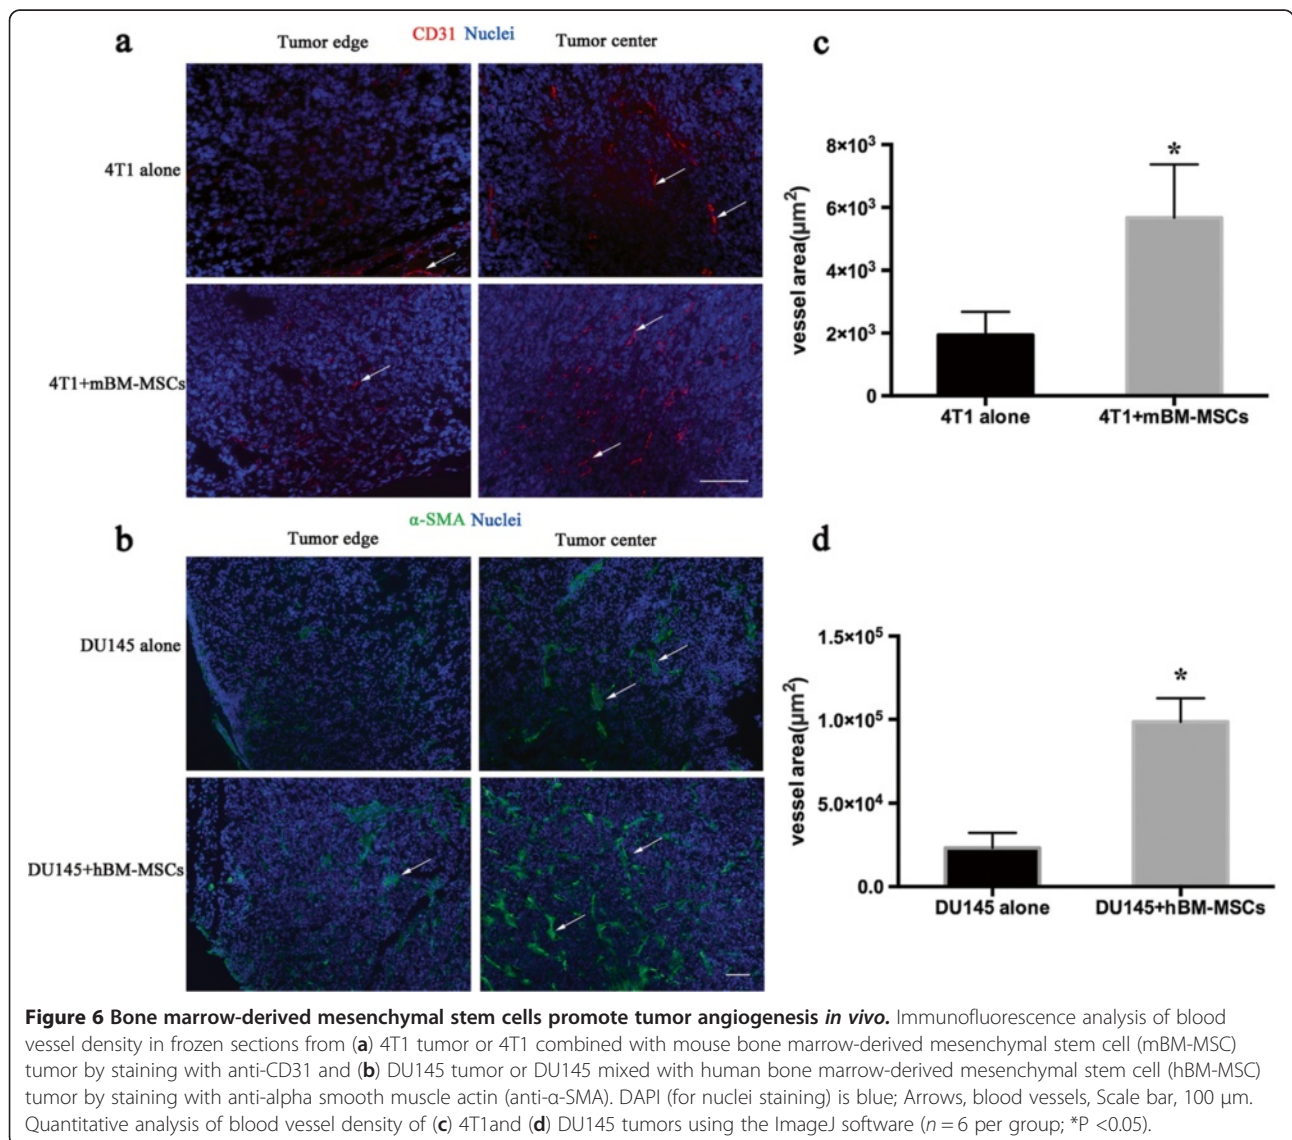 a
CD31 Nuclei
Tumor edge
Tumor center
4T1 alone
4T1+mBM-MSCs
c
vessel area(µm²)
8×10³
6×10³
4×10³
2×10³
0
*
4T1 alone
4T1+mBM-MSCs
b
α-SMA Nuclei
Tumor edge
Tumor center
DU145 alone
DU145+hBM-MSCs
d
vessel area(µm²)
1.5×10⁵
1.0×10⁵
5.0×10⁴
0.0
*
DU145 alone
DU145+hBM-MSCs
Figure 6 Bone marrow-derived mesenchymal stem cells promote tumor angiogenesis in vivo. Immunofluorescence analysis of blood
vessel density in frozen sections from (a) 4T1 tumor or 4T1 combined with mouse bone marrow-derived mesenchymal stem cell (mBM-MSC)
tumor by staining with anti-CD31 and (b) DU145 tumor or DU145 mixed with human bone marrow-derived mesenchymal stem cell (hBM-MSC)
tumor by staining with anti-alpha smooth muscle actin (anti-α-SMA). DAPI (for nuclei staining) is blue; Arrows, blood vessels, Scale bar, 100 µm.
Quantitative analysis of blood vessel density of (c) 4T1and (d) DU145 tumors using the ImageJ software (n = 6 per group; *P <0.05).